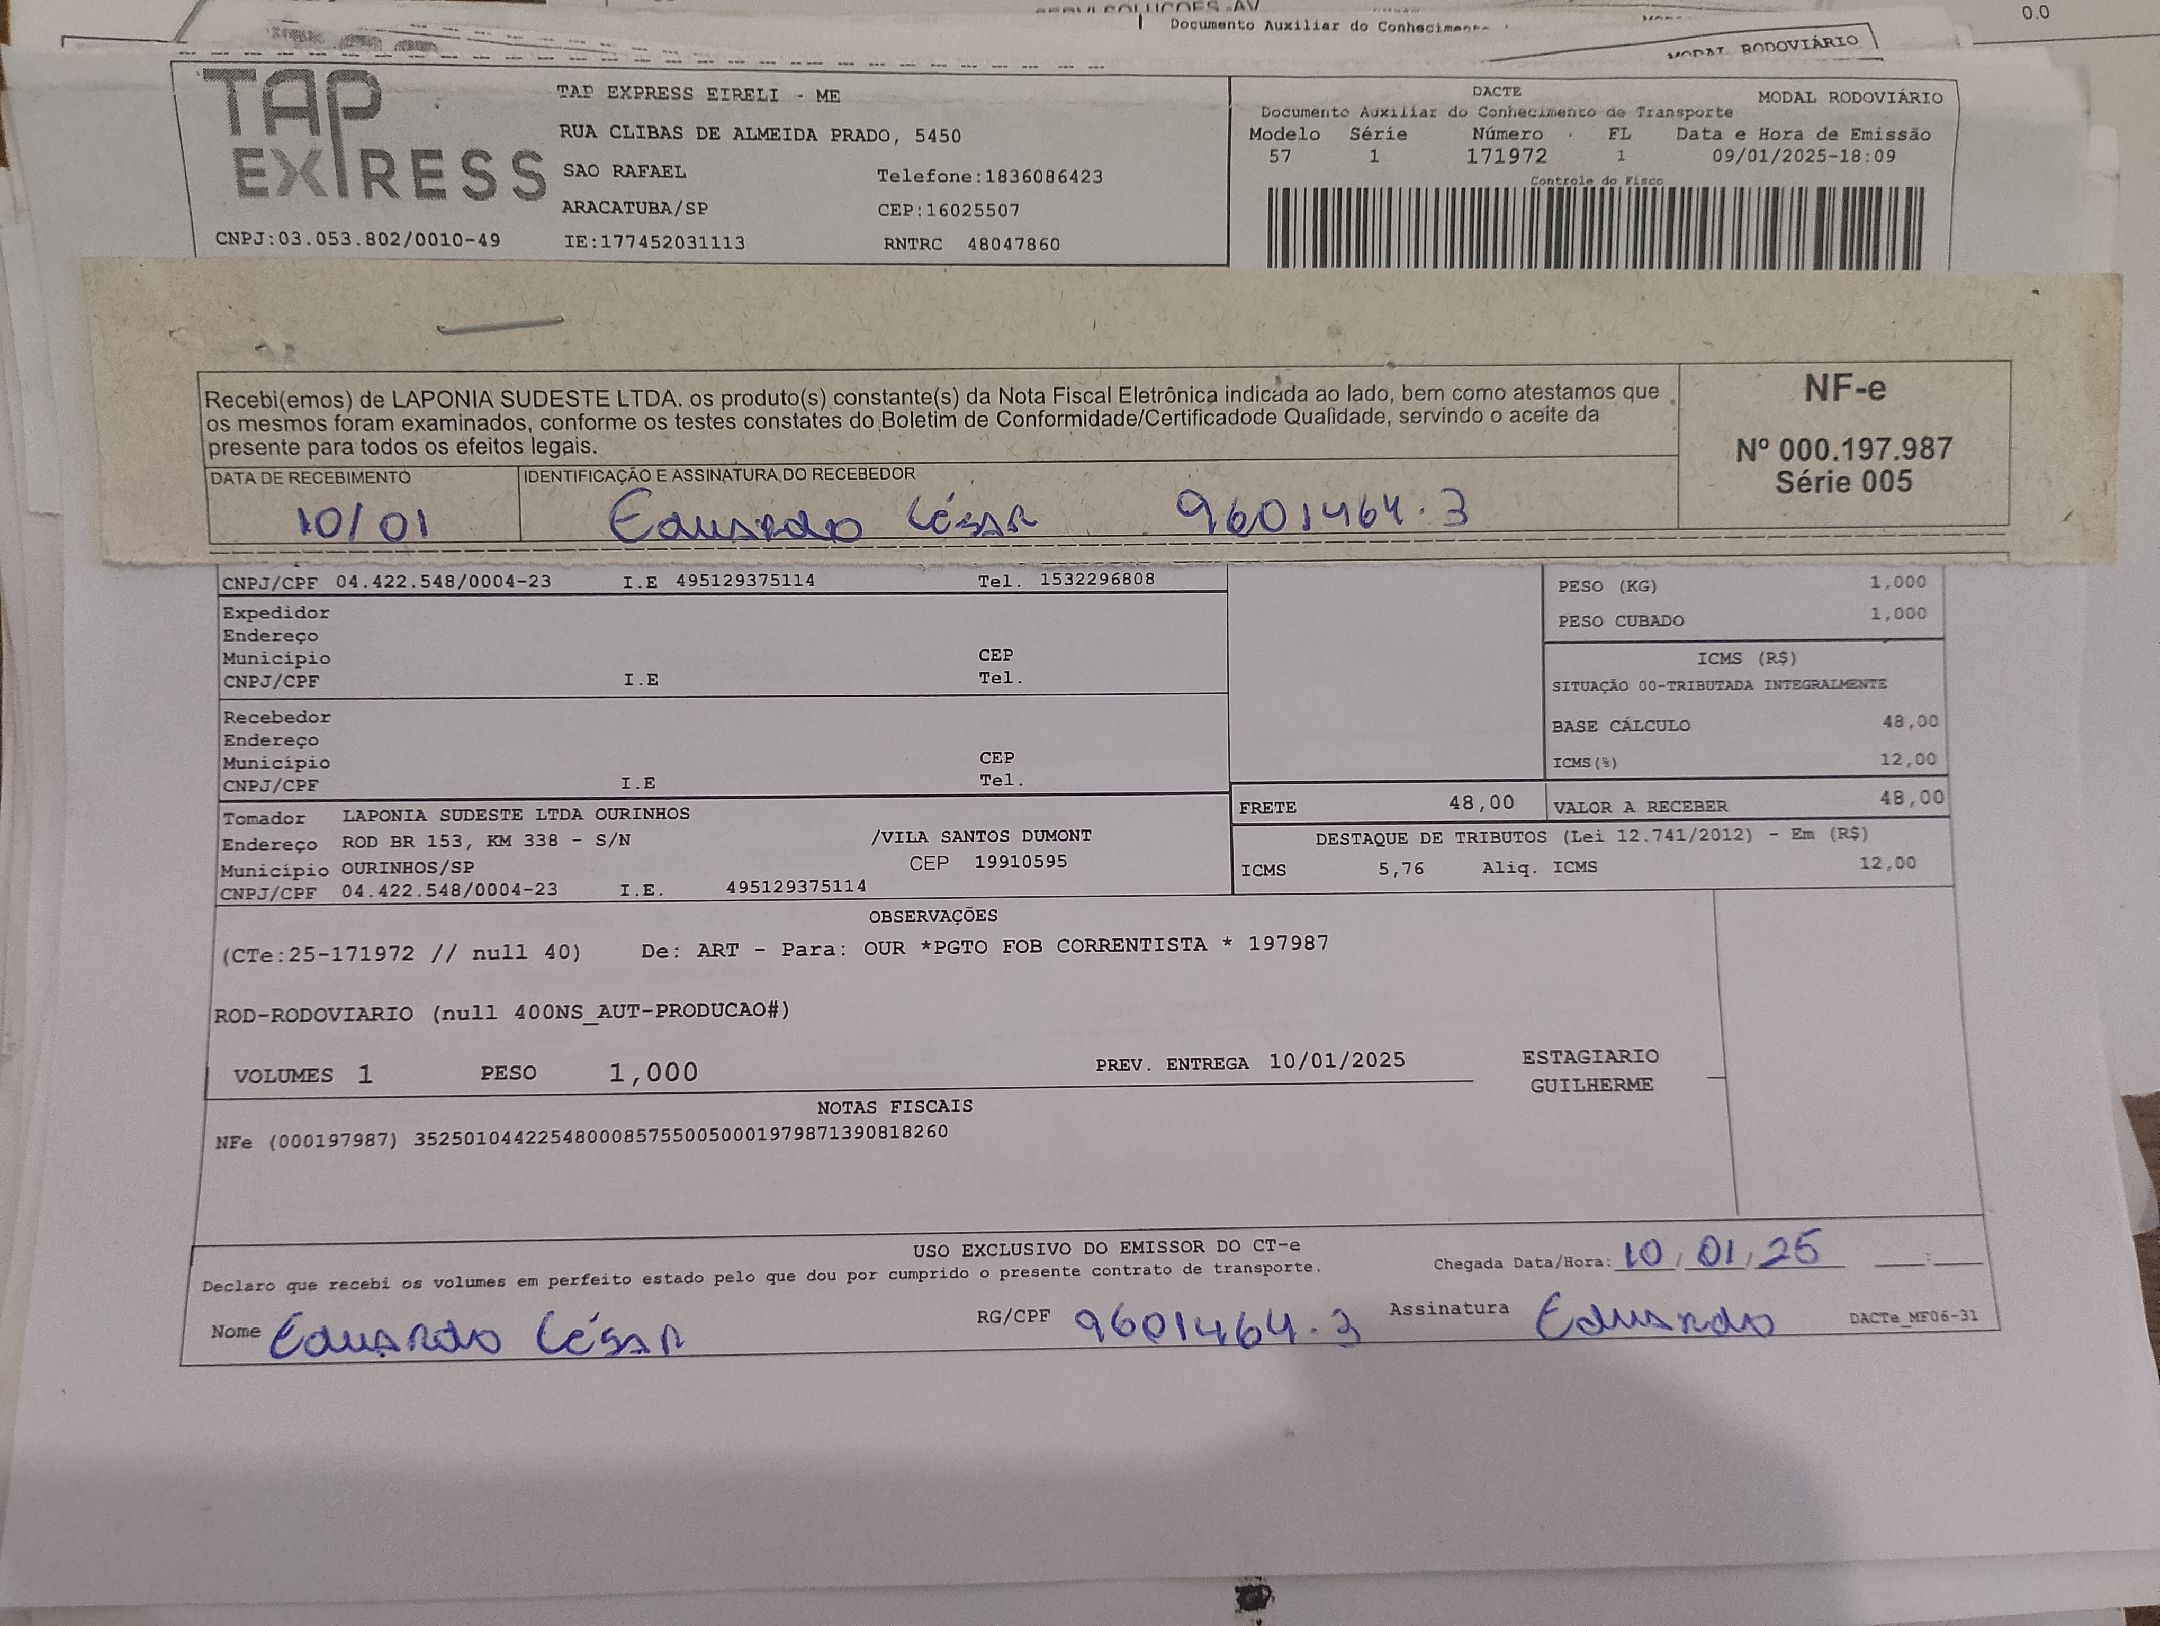 Documento Auxiliar do Conhecimento
MODAL RODOVIÁRIO
0.0
TAP EXPRESS
TAP EXPRESS EIRELI - ME
RUA CLIBAS DE ALMEIDA PRADO, 5450
SAO RAFAEL Telefone:1836086423
ARACATUBA/SP CEP:16025507
CNPJ:03.053.802/0010-49 IE:177452031113 RNTRC 48047860
DACTE MODAL RODOVIÁRIO
Documento Auxiliar do Conhecimento de Transporte
Modelo Série Número FL Data e Hora de Emissão
57 1 171972 1 09/01/2025-18:09
Controle do Fisco
Recebi(emos) de LAPONIA SUDESTE LTDA. os produto(s) constante(s) da Nota Fiscal Eletrônica indicada ao lado, bem como atestamos que
os mesmos foram examinados, conforme os testes constates do Boletim de Conformidade/Certificadode Qualidade, servindo o aceite da
presente para todos os efeitos legais.
DATA DE RECEBIMENTO IDENTIFICAÇÃO E ASSINATURA DO RECEBEDOR
10/01 Eduardo César 9601464.3
NF-e
Nº 000.197.987
Série 005
CNPJ/CPF 04.422.548/0004-23 I.E 495129375114 Tel. 1532296808
Expedidor
Endereço
Município CEP
CNPJ/CPF I.E Tel.
Recebedor
Endereço
Município CEP
CNPJ/CPF I.E Tel.
Tomador LAPONIA SUDESTE LTDA OURINHOS
Endereço ROD BR 153, KM 338 - S/N /VILA SANTOS DUMONT
Município OURINHOS/SP CEP 19910595
CNPJ/CPF 04.422.548/0004-23 I.E. 495129375114
PESO (KG) 1,000
PESO CUBADO 1,000
ICMS (R$)
SITUAÇÃO 00-TRIBUTADA INTEGRALMENTE
BASE CÁLCULO 48,00
ICMS(%) 12,00
FRETE 48,00 VALOR A RECEBER 48,00
DESTAQUE DE TRIBUTOS (Lei 12.741/2012) - Em (R$)
ICMS 5,76 Aliq. ICMS 12,00
OBSERVAÇÕES
(CTe:25-171972 // null 40) De: ART - Para: OUR *PGTO FOB CORRENTISTA * 197987
ROD-RODOVIARIO (null 400NS_AUT-PRODUCAO#)
VOLUMES 1 PESO 1,000 PREV. ENTREGA 10/01/2025 ESTAGIARIO
GUILHERME
NOTAS FISCAIS
NFe (000197987) 35250104422548000857550050001979871390818260
USO EXCLUSIVO DO EMISSOR DO CT-e
Declaro que recebi os volumes em perfeito estado pelo que dou por cumprido o presente contrato de transporte. Chegada Data/Hora: 10/01/25 __:__
Nome Eduardo César RG/CPF 9601464.3 Assinatura Eduardo DACTe_MF06-31